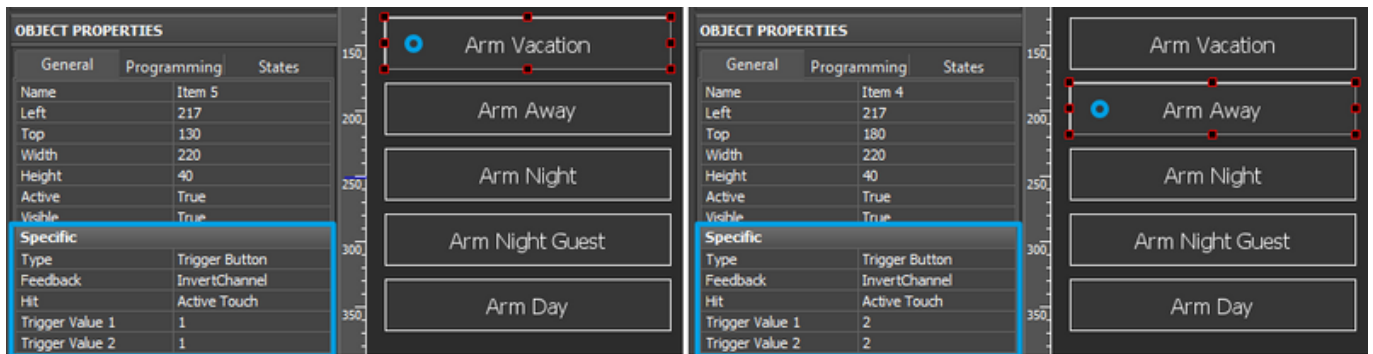 OBJECT PROPERTIES
General Programming States
Name Item 5
Left 217
Top 130
Width 220
Height 40
Active True
Visible True
Specific
Type Trigger Button
Feedback InvertChannel
Hit Active Touch
Trigger Value 1 1
Trigger Value 2 1
150
200
250
300
350
Arm Vacation
Arm Away
Arm Night
Arm Night Guest
Arm Day
OBJECT PROPERTIES
General Programming States
Name Item 4
Left 217
Top 180
Width 220
Height 40
Active True
Visible True
Specific
Type Trigger Button
Feedback InvertChannel
Hit Active Touch
Trigger Value 1 2
Trigger Value 2 2
150
200
250
300
350
Arm Vacation
Arm Away
Arm Night
Arm Night Guest
Arm Day